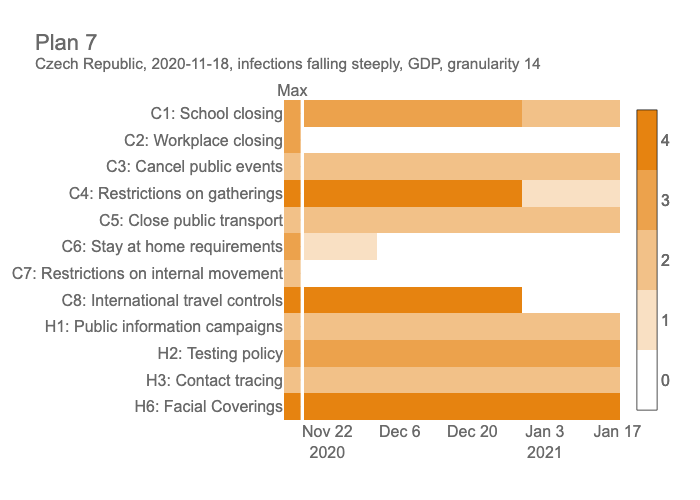 Plan 7
Czech Republic, 2020-11-18, infections falling steeply, GDP, granularity 14
Max
C1: School closing
C2: Workplace closing
C3: Cancel public events
C4: Restrictions on gatherings
C5: Close public transport
C6: Stay at home requirements
C7: Restrictions on internal movement
C8: International travel controls
H1: Public information campaigns
H2: Testing policy
H3: Contact tracing
H6: Facial Coverings
4
3
2
1
0
Nov 22 Dec 6 Dec 20 Jan 3 Jan 17
2020 2021